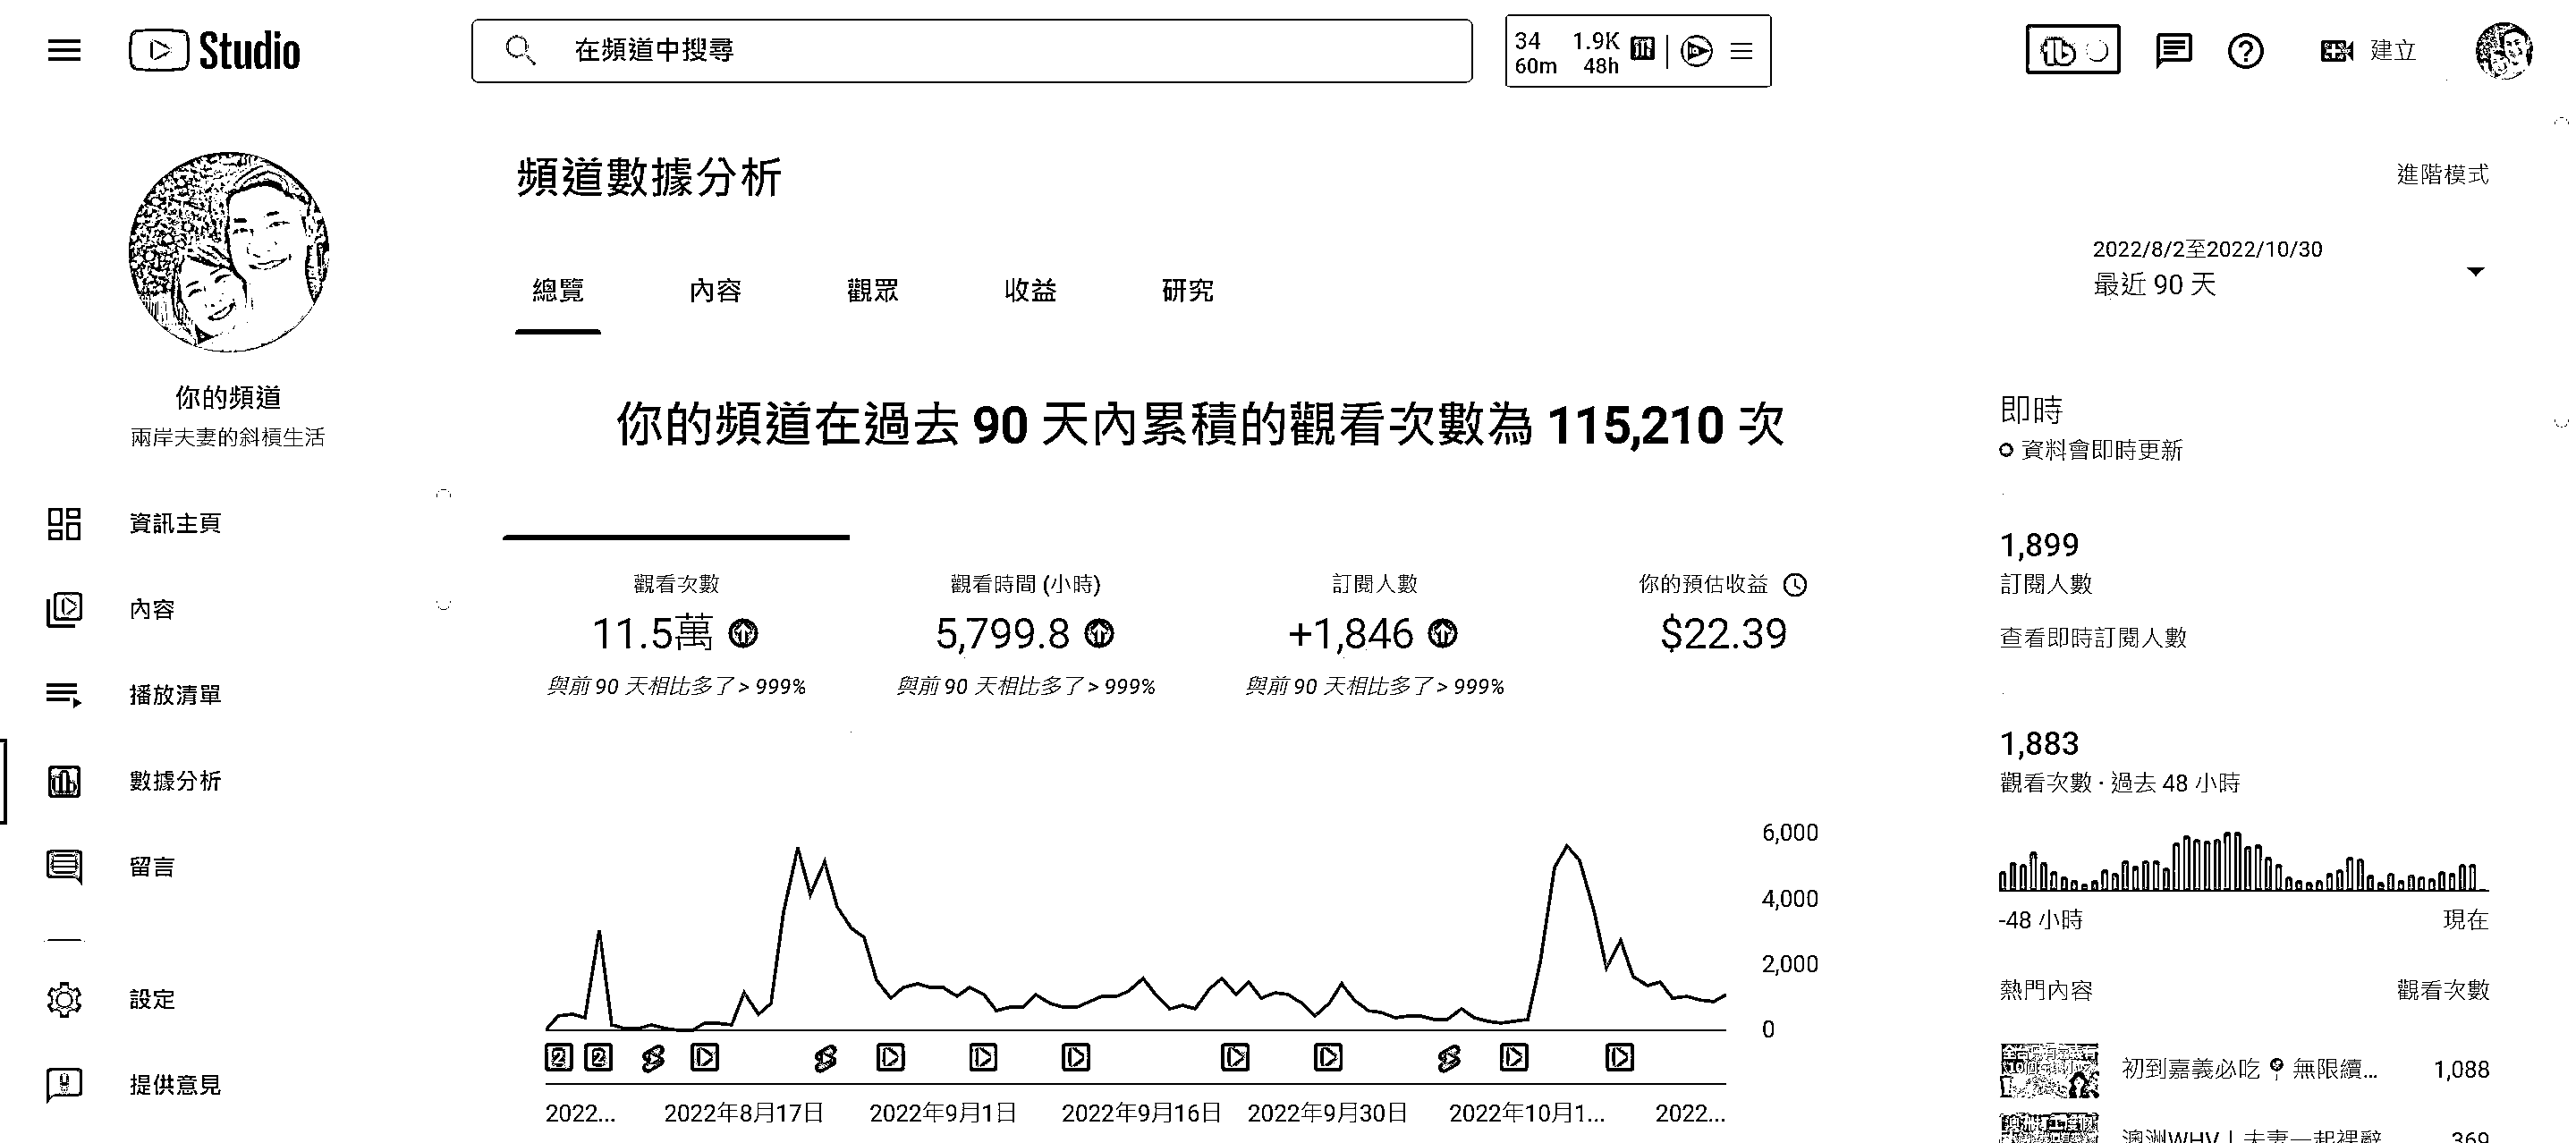 Studio
在頻道中搜尋
34 1.9K
60m 48h
建立
頻道數據分析
進階模式
2022/8/2至2022/10/30
最近 90 天
總覽 內容 觀眾 收益 研究
你的頻道
兩岸夫妻的斜槓生活
你的頻道在過去 90 天內累積的觀看次數為 115,210 次
資訊主頁
內容
播放清單
數據分析
留言
設定
提供意見
觀看次數
11.5萬
與前 90 天相比多了 > 999%
觀看時間 (小時)
5,799.8
與前 90 天相比多了 > 999%
訂閱人數
+1,846
與前 90 天相比多了 > 999%
你的預估收益
$22.39
6,000
4,000
2,000
0
2 2
2022... 2022年8月17日 2022年9月1日 2022年9月16日 2022年9月30日 2022年10月1... 2022...
即時
資料會即時更新
1,899
訂閱人數
查看即時訂閱人數
1,883
觀看次數 · 過去 48 小時
-48 小時 現在
熱門內容 觀看次數
初到嘉義必吃 無限續... 1,088
澳洲WHV | 夫妻一起裸辭 369